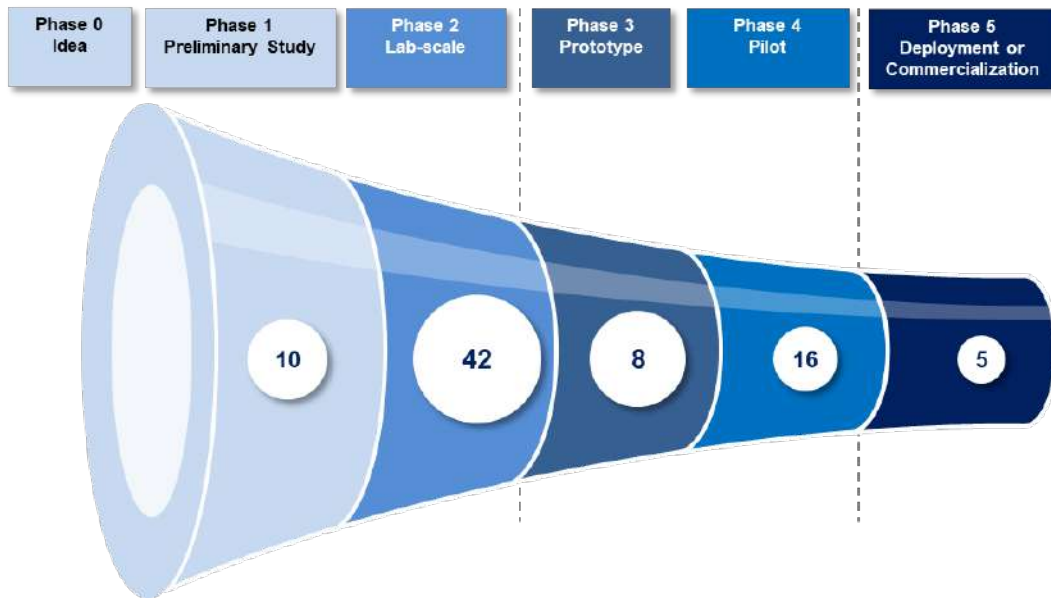 Phase 0
Idea
Phase 1
Preliminary Study
Phase 2
Lab-scale
Phase 3
Prototype
Phase 4
Pilot
Phase 5
Deployment or
Commercialization
10
42
8
16
5